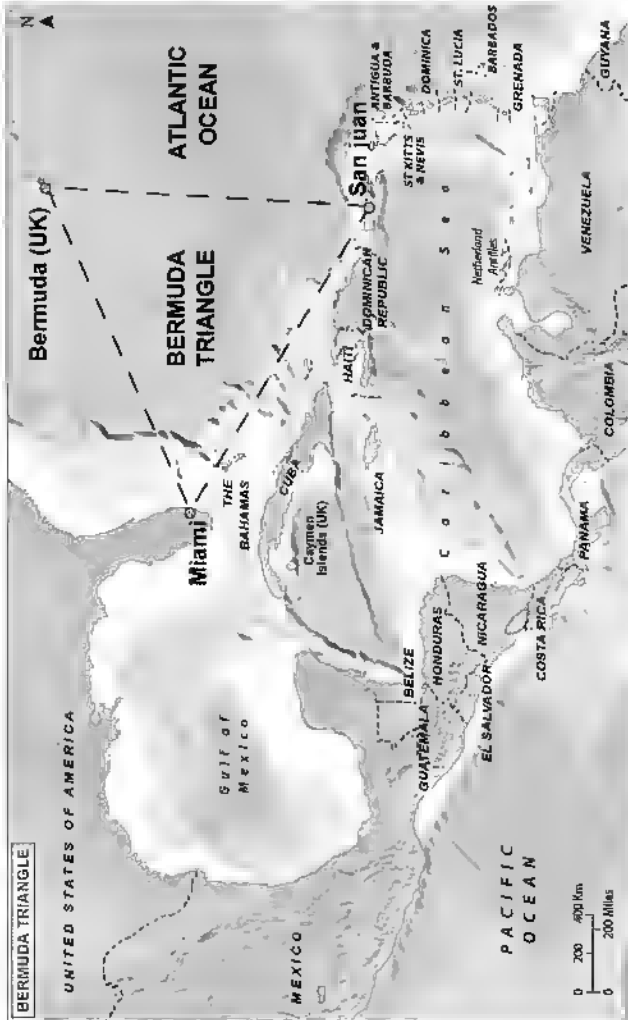 BERMUDA TRIANGLE
N
UNITED STATES OF AMERICA
Bermuda (UK)
ATLANTIC
OCEAN
BERMUDA
TRIANGLE
Miami
THE
BAHAMAS
Gulf of
Mexico
MEXICO
CUBA
Cayman
Islands (UK)
JAMAICA
HAITI
DOMINICAN
REPUBLIC
San juan
ANTIGUA &
BARBUDA
ST KITTS
& NEVIS
DOMINICA
ST. LUCIA
BARBADOS
GRENADA
Caribbean Sea
Netherland
Antilles
BELIZE
GUATEMALA
HONDURAS
EL SALVADOR
NICARAGUA
COSTA RICA
PANAMA
COLOMBIA
VENEZUELA
GUYANA
PACIFIC
OCEAN
0 200 400 Km
0 200 Miles